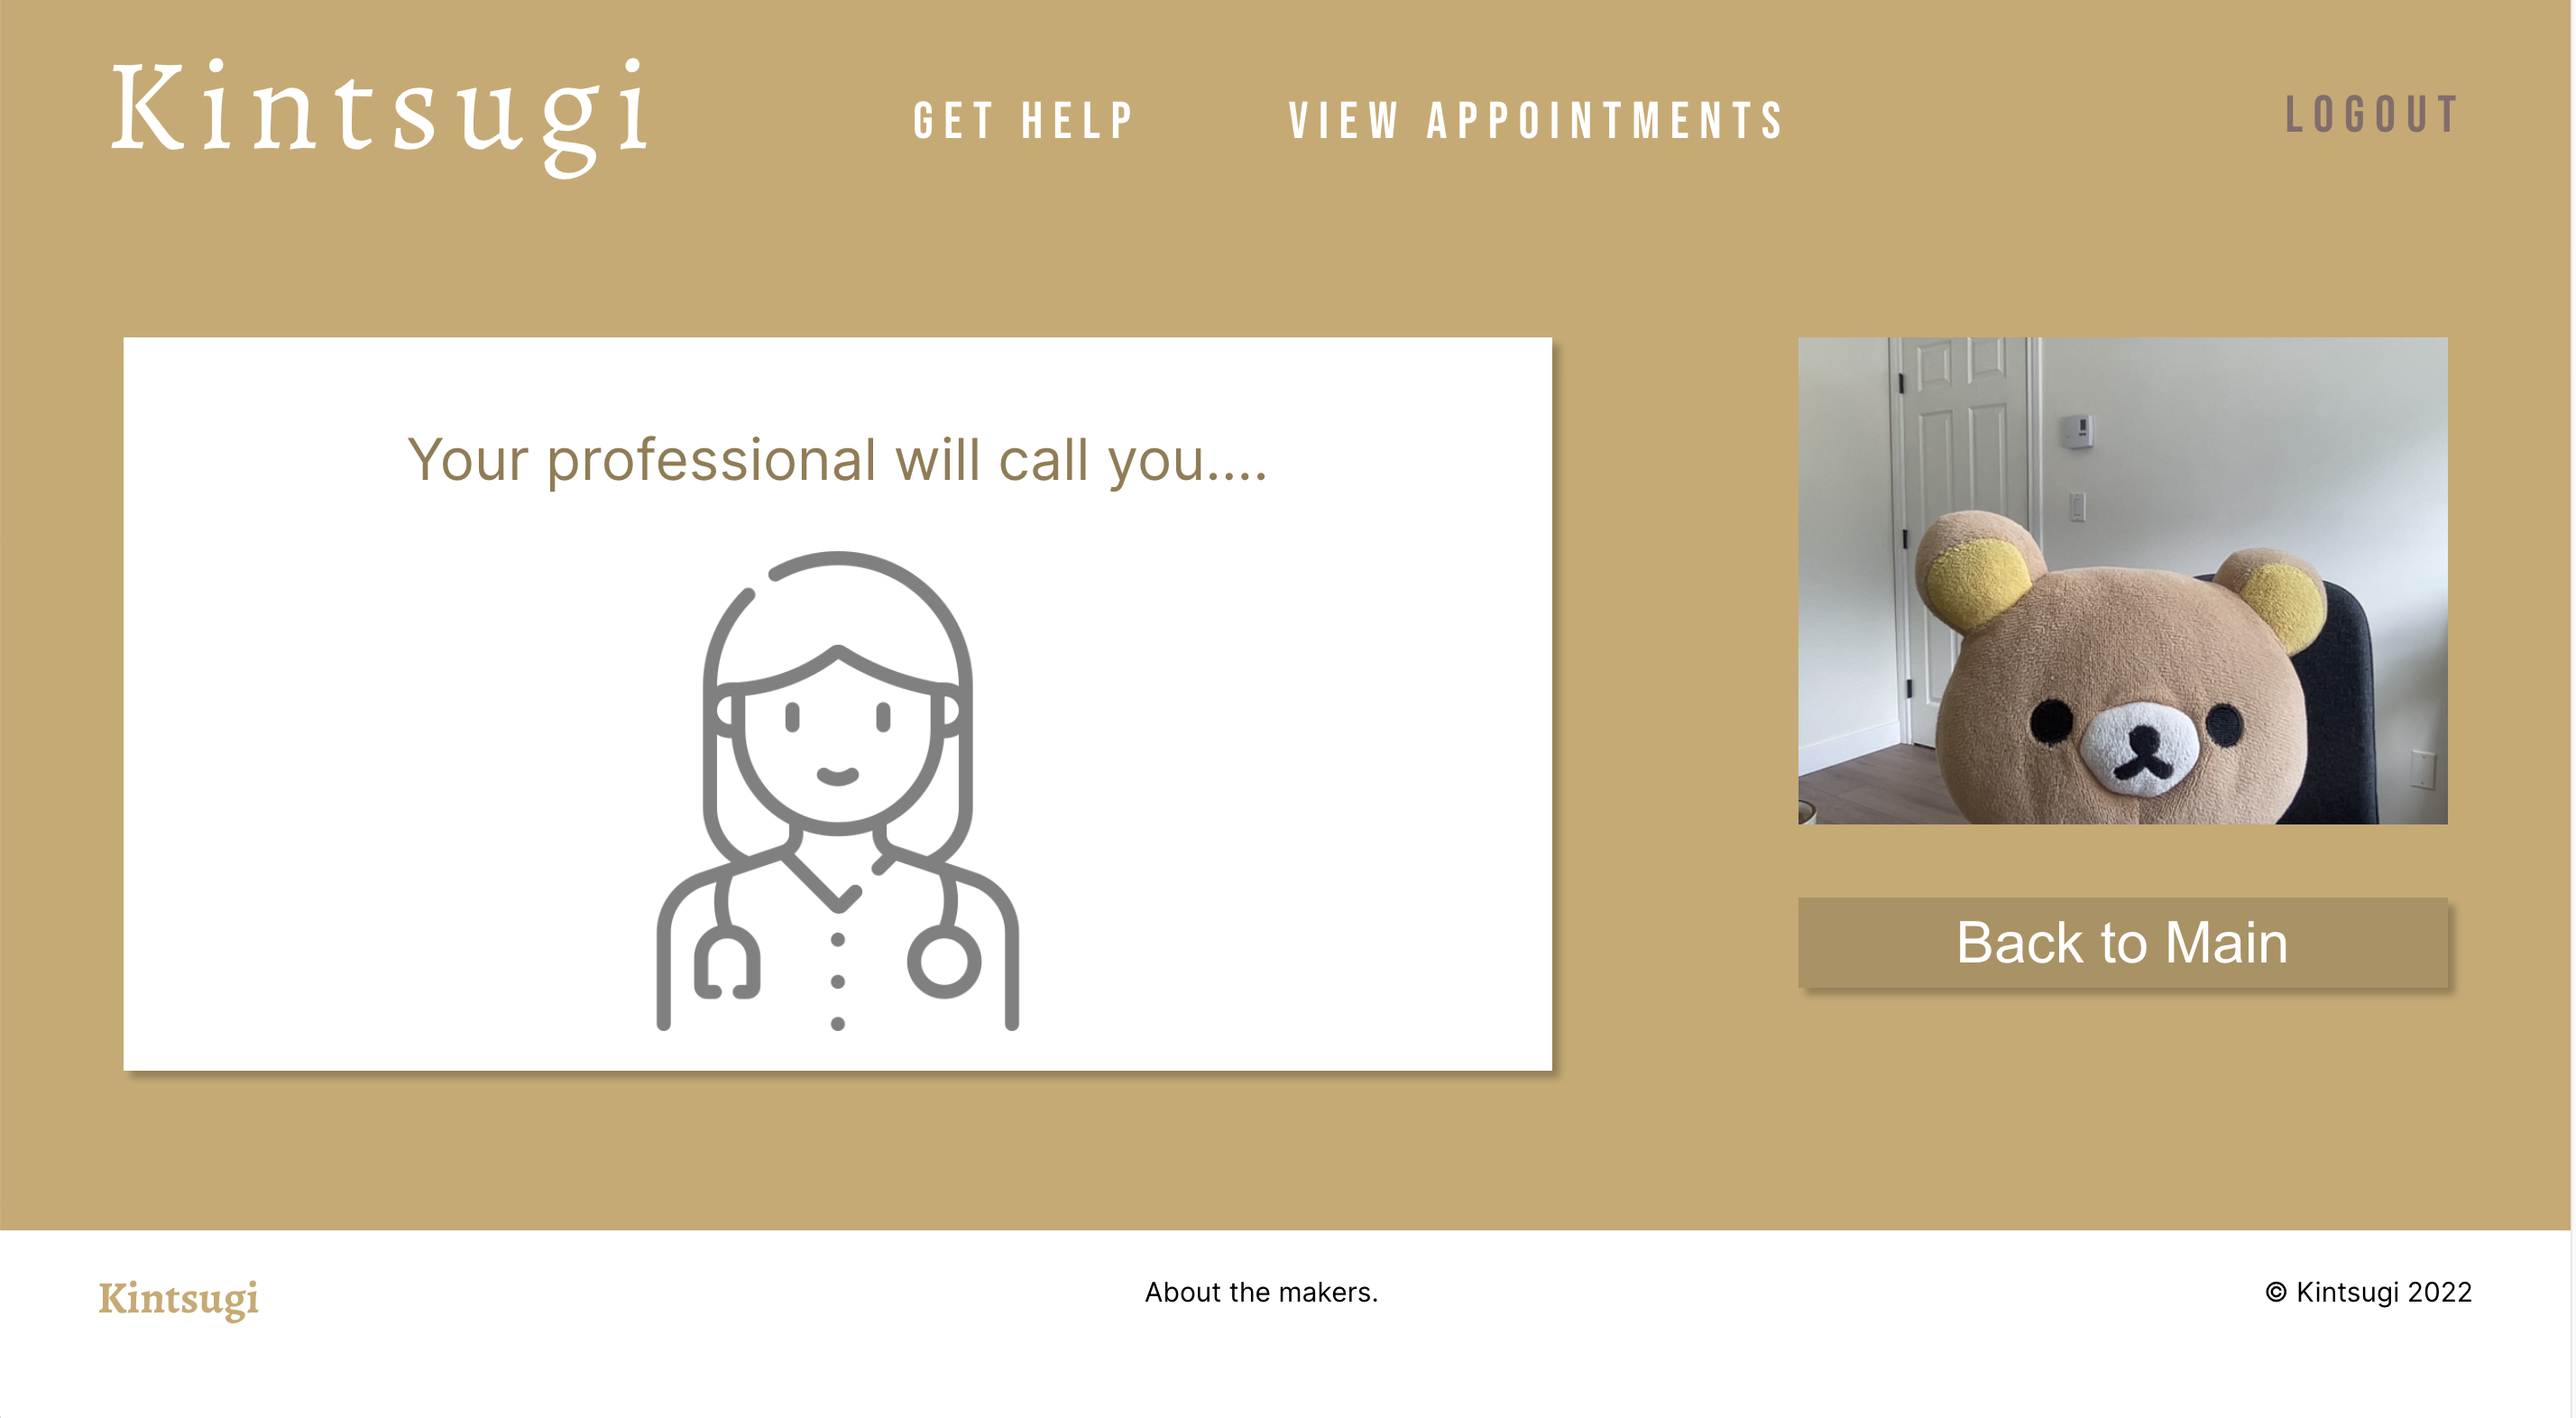 Kintsugi
GET HELP
VIEW APPOINTMENTS
LOGOUT
Your professional will call you....
Back to Main
Kintsugi
About the makers.
© Kintsugi 2022